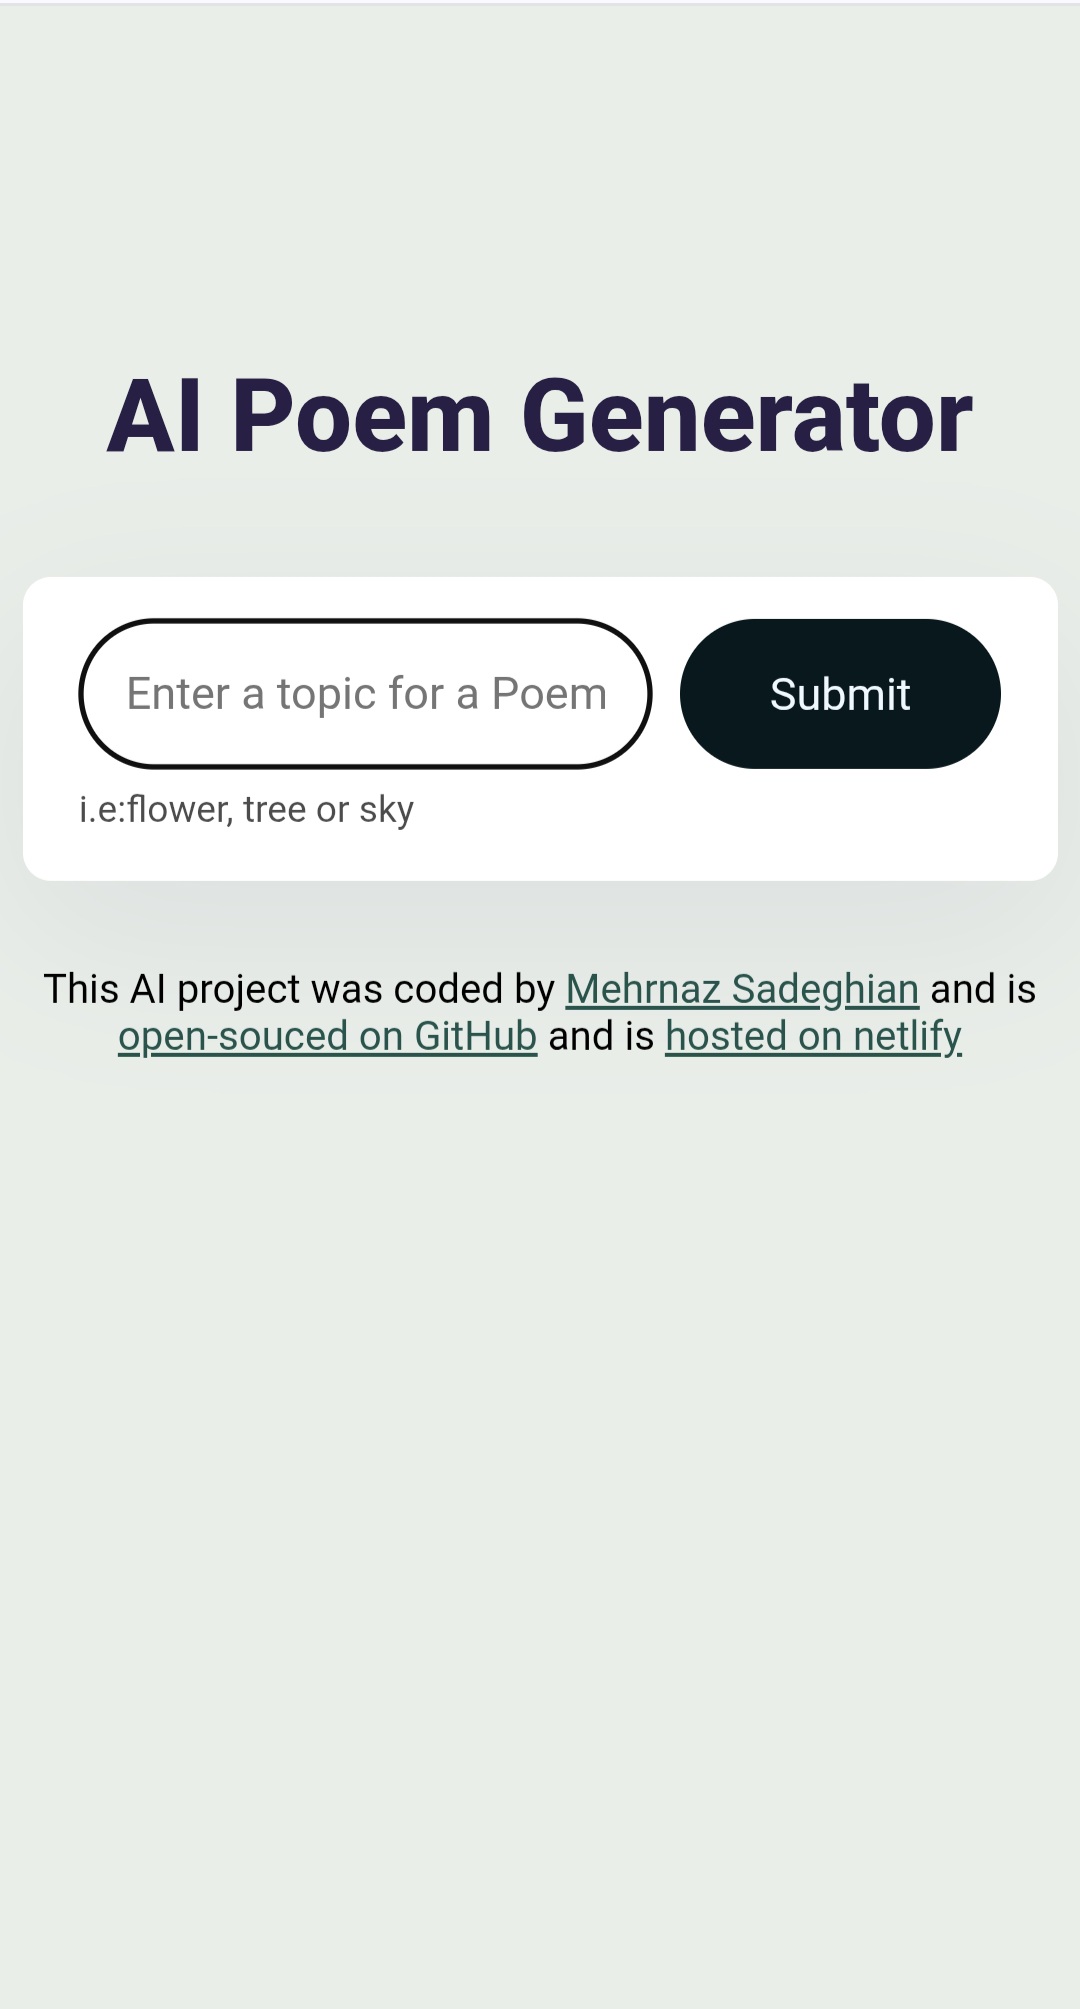 AI Poem Generator
Enter a topic for a Poem
Submit
i.e:flower, tree or sky
This AI project was coded by Mehrnaz Sadeghian and is
open-souced on GitHub and is hosted on netlify